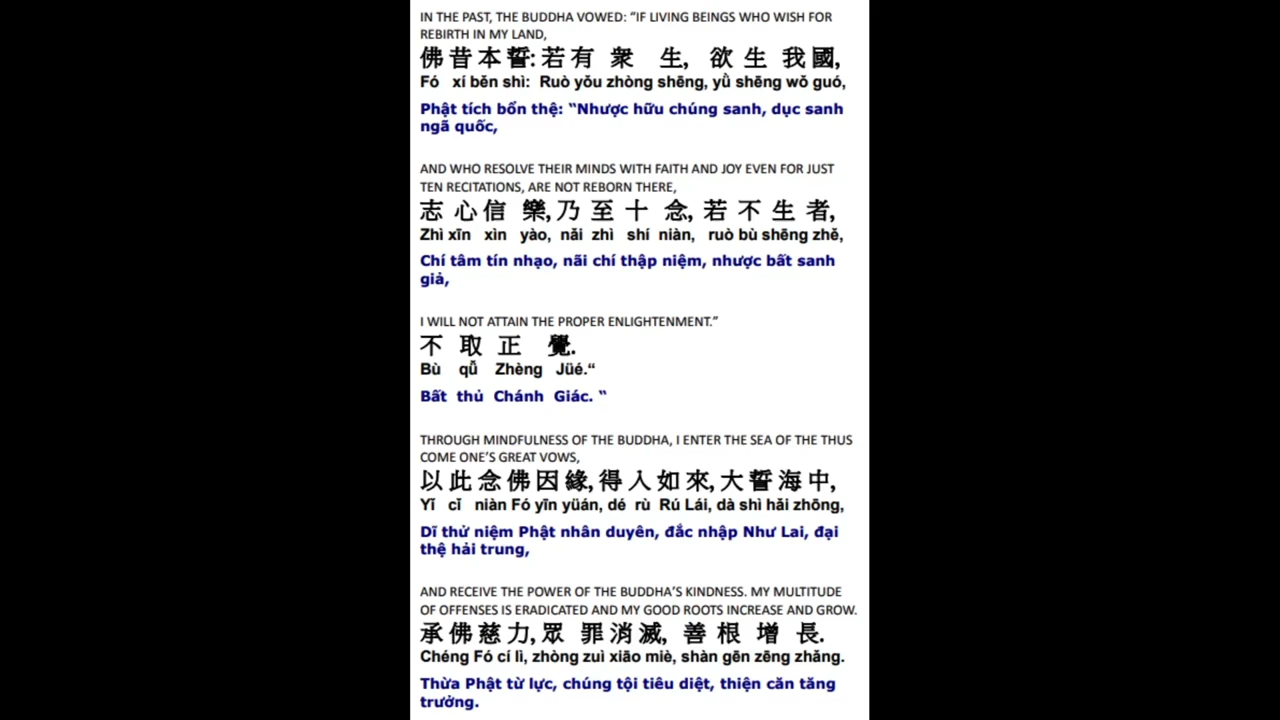 IN THE PAST, THE BUDDHA VOWED: “IF LIVING BEINGS WHO WISH FOR
REBIRTH IN MY LAND,
佛昔本誓:若有衆生,欲生我國,
Fó xí běn shì: Ruò yǒu zhòng shēng, yǜ shēng wǒ guó,
Phật tích bổn thệ: “Nhược hữu chúng sanh, dục sanh
ngã quốc,
AND WHO RESOLVE THEIR MINDS WITH FAITH AND JOY EVEN FOR JUST
TEN RECITATIONS, ARE NOT REBORN THERE,
志心信樂,乃至十念,若不生者,
Zhì xīn xìn yào, nǎi zhì shí niàn, ruò bù shēng zhě,
Chí tâm tín nhạo, nãi chí thập niệm, nhược bất sanh
giả,
I WILL NOT ATTAIN THE PROPER ENLIGHTENMENT.”
不取正覺.
Bù qǚ Zhèng Jüé.“
Bất thủ Chánh Giác. “
THROUGH MINDFULNESS OF THE BUDDHA, I ENTER THE SEA OF THE THUS
COME ONE’S GREAT VOWS,
以此念佛因緣,得入如來,大誓海中,
Yǐ cǐ niàn Fó yīn yüán, dé rù Rú Lái, dà shì hǎi zhōng,
Dĩ thử niệm Phật nhân duyên, đắc nhập Như Lai, đại
thệ hải trung,
AND RECEIVE THE POWER OF THE BUDDHA’S KINDNESS. MY MULTITUDE
OF OFFENSES IS ERADICATED AND MY GOOD ROOTS INCREASE AND GROW.
承佛慈力,眾罪消滅,善根增長.
Chéng Fó cí lì, zhòng zuì xiāo miè, shàn gēn zēng zhǎng.
Thừa Phật từ lực, chúng tội tiêu diệt, thiện căn tăng
trưởng.